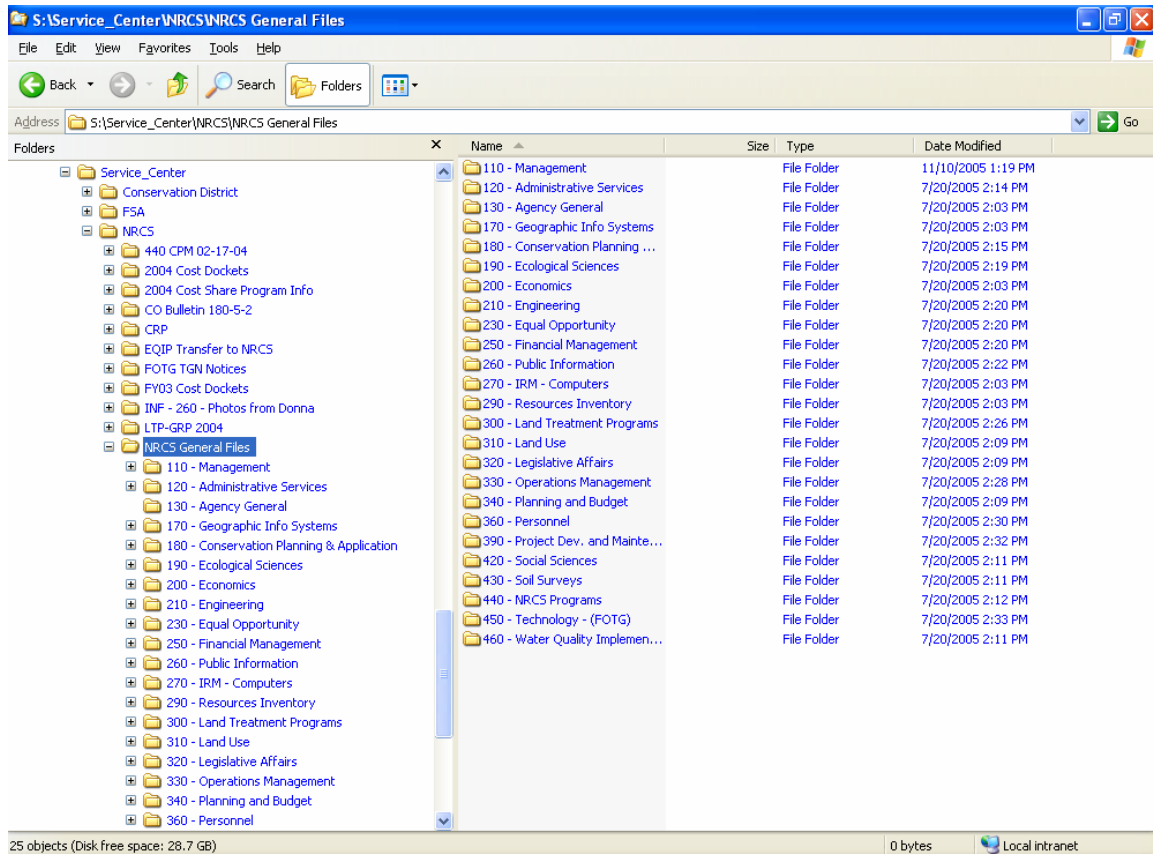 S:\Service_Center\NRCS\NRCS General Files
File Edit View Favorites Tools Help
Back Search Folders
Address S:\Service_Center\NRCS\NRCS General Files Go
Folders
Service_Center
Conservation District
FSA
NRCS
440 CPM 02-17-04
2004 Cost Dockets
2004 Cost Share Program Info
CO Bulletin 180-5-2
CRP
EQIP Transfer to NRCS
FOTG TGN Notices
FY03 Cost Dockets
INF - 260 - Photos from Donna
LTP-GRP 2004
NRCS General Files
110 - Management
120 - Administrative Services
130 - Agency General
170 - Geographic Info Systems
180 - Conservation Planning & Application
190 - Ecological Sciences
200 - Economics
210 - Engineering
230 - Equal Opportunity
250 - Financial Management
260 - Public Information
270 - IRM - Computers
290 - Resources Inventory
300 - Land Treatment Programs
310 - Land Use
320 - Legislative Affairs
330 - Operations Management
340 - Planning and Budget
360 - Personnel
Name Size Type Date Modified
110 - Management File Folder 11/10/2005 1:19 PM
120 - Administrative Services File Folder 7/20/2005 2:14 PM
130 - Agency General File Folder 7/20/2005 2:03 PM
170 - Geographic Info Systems File Folder 7/20/2005 2:03 PM
180 - Conservation Planning ... File Folder 7/20/2005 2:15 PM
190 - Ecological Sciences File Folder 7/20/2005 2:19 PM
200 - Economics File Folder 7/20/2005 2:03 PM
210 - Engineering File Folder 7/20/2005 2:20 PM
230 - Equal Opportunity File Folder 7/20/2005 2:20 PM
250 - Financial Management File Folder 7/20/2005 2:20 PM
260 - Public Information File Folder 7/20/2005 2:22 PM
270 - IRM - Computers File Folder 7/20/2005 2:03 PM
290 - Resources Inventory File Folder 7/20/2005 2:03 PM
300 - Land Treatment Programs File Folder 7/20/2005 2:26 PM
310 - Land Use File Folder 7/20/2005 2:09 PM
320 - Legislative Affairs File Folder 7/20/2005 2:09 PM
330 - Operations Management File Folder 7/20/2005 2:28 PM
340 - Planning and Budget File Folder 7/20/2005 2:09 PM
360 - Personnel File Folder 7/20/2005 2:30 PM
390 - Project Dev. and Mainte... File Folder 7/20/2005 2:32 PM
420 - Social Sciences File Folder 7/20/2005 2:11 PM
430 - Soil Surveys File Folder 7/20/2005 2:11 PM
440 - NRCS Programs File Folder 7/20/2005 2:12 PM
450 - Technology - (FOTG) File Folder 7/20/2005 2:33 PM
460 - Water Quality Implemen... File Folder 7/20/2005 2:11 PM
25 objects (Disk free space: 28.7 GB) 0 bytes Local intranet